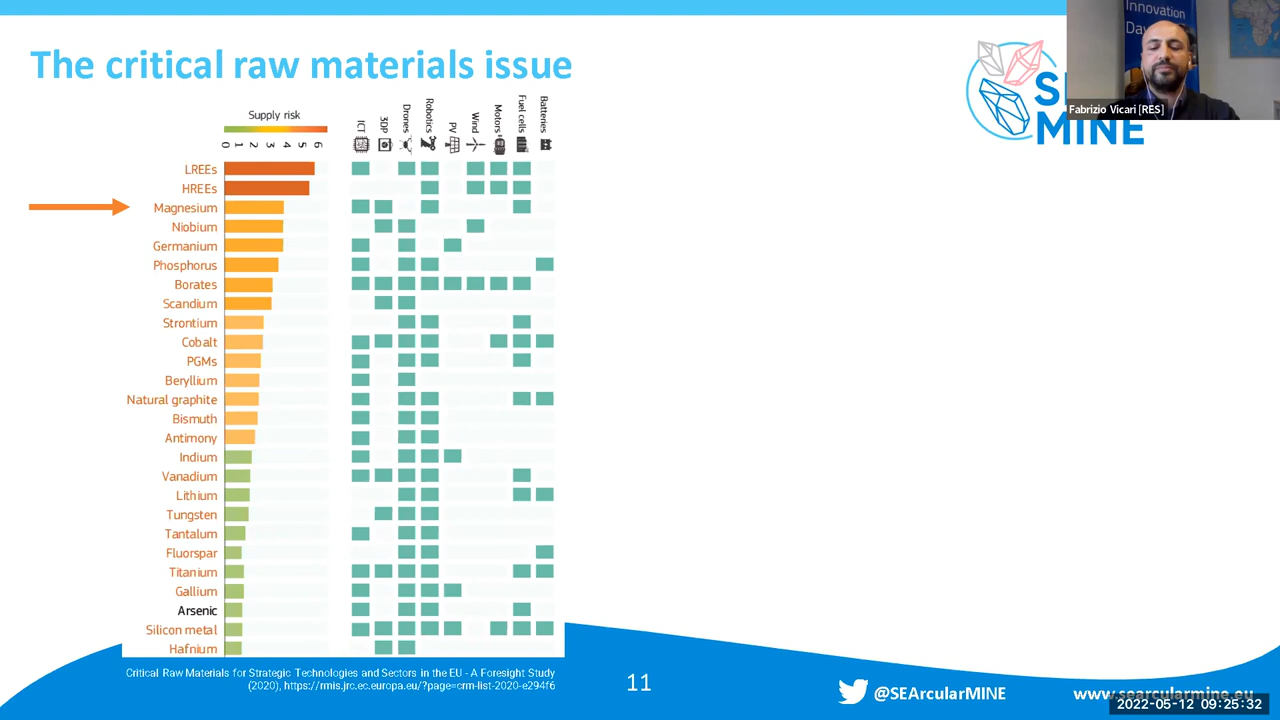 The critical raw materials issue
Innovation
Da
Fabrizio Vicari [RES]
MINE
Supply risk
0 1 2 3 4 5 6
ICT 3DP Drones Robotics PV Wind Motors Fuel cells Batteries
LREEs
HREEs
Magnesium
Niobium
Germanium
Phosphorus
Borates
Scandium
Strontium
Cobalt
PGMs
Beryllium
Natural graphite
Bismuth
Antimony
Indium
Vanadium
Lithium
Tungsten
Tantalum
Fluorspar
Titanium
Gallium
Arsenic
Silicon metal
Hafnium
Critical Raw Materials for Strategic Technologies and Sectors in the EU - A Foresight Study
(2020), https://rmis.jrc.ec.europa.eu/?page=crm-list-2020-e294f6
11
@SEArcularMINE
www.searcularmine.eu
2022-05-12 09:25:32